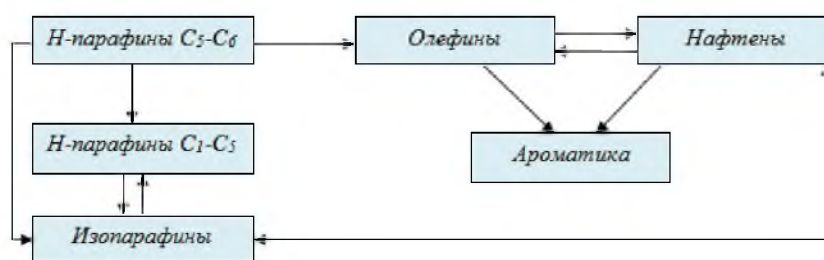 Н-парафины С5-С6
Олефины
Нафтены
Н-парафины С1-С5
Ароматика
Изопарафины